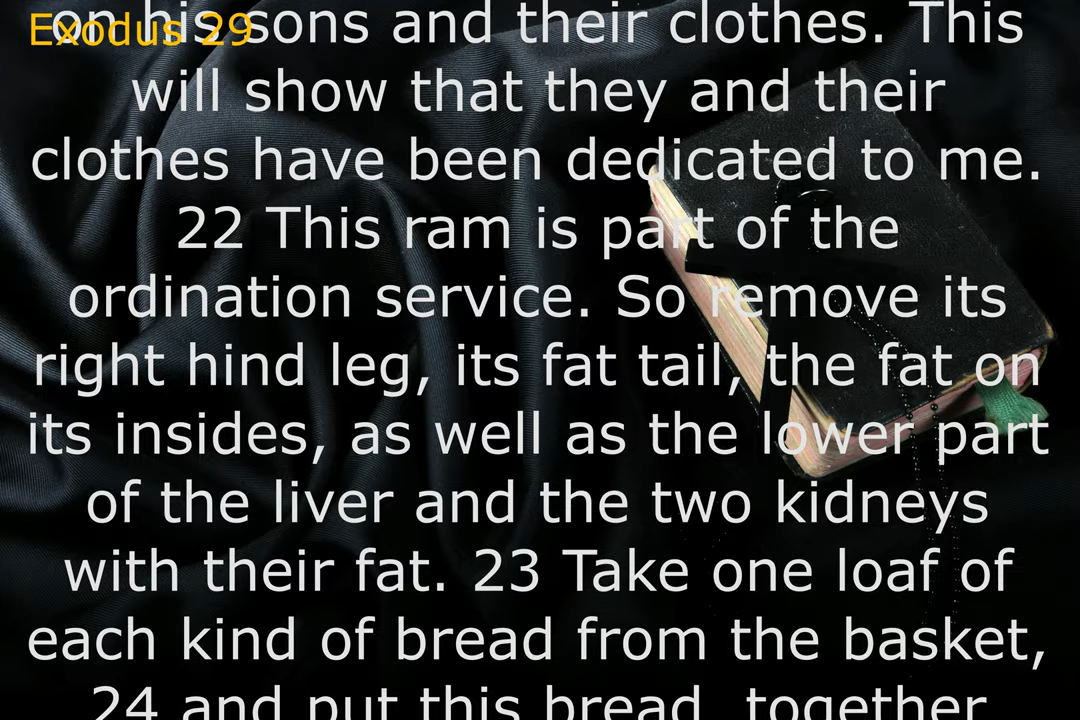 Exodus 29
on his sons and their clothes. This
will show that they and their
clothes have been dedicated to me.
22 This ram is part of the
ordination service. So remove its
right hind leg, its fat tail, the fat on
its insides, as well as the lower part
of the liver and the two kidneys
with their fat. 23 Take one loaf of
each kind of bread from the basket,
24 and put this bread, together